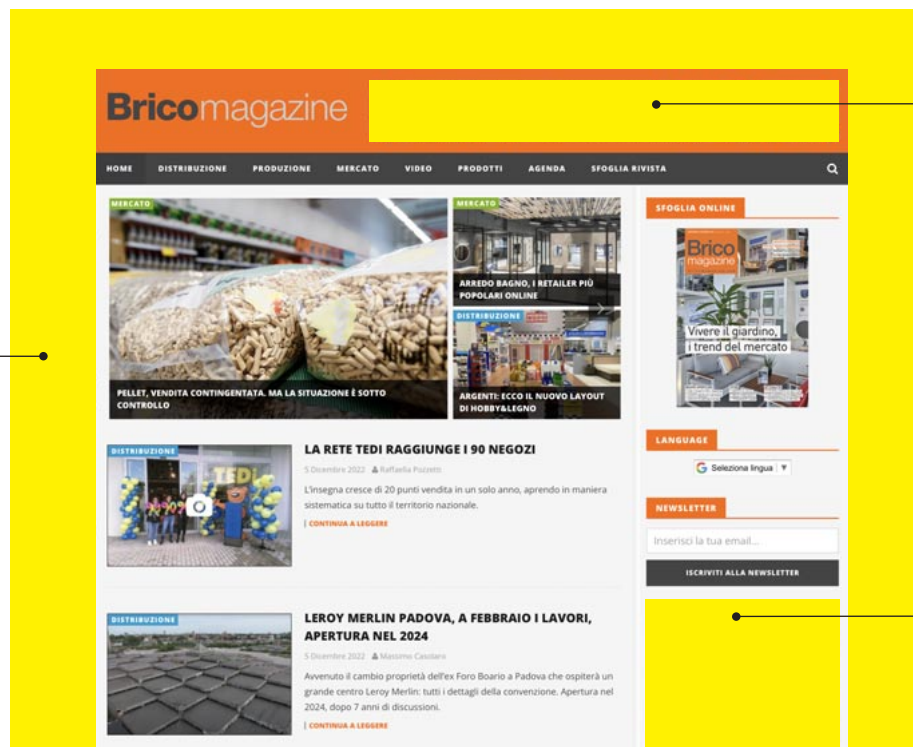 Bricomagazine
HOME DISTRIBUZIONE PRODUZIONE MERCATO VIDEO PRODOTTI AGENDA SFOGLIA RIVISTA
MERCATO
PELLET, VENDITA CONTINGENTATA. MA LA SITUAZIONE È SOTTO
CONTROLLO
MERCATO
ARREDO BAGNO, I RETAILER PIÙ
POPOLARI ONLINE
DISTRIBUZIONE
ARGENTI: ECCO IL NUOVO LAYOUT
DI HOBBY&LEGNO
SFOGLIA ONLINE
Brico
magazine
Vivere il giardino,
i trend del mercato
LANGUAGE
Seleziona lingua
NEWSLETTER
Inserisci la tua email...
ISCRIVITI ALLA NEWSLETTER
DISTRIBUZIONE
TEDi
LA RETE TEDI RAGGIUNGE I 90 NEGOZI
5 Dicembre 2022 Raffaella Pozzetti
L'insegna cresce di 20 punti vendita in un solo anno, aprendo in maniera
sistematica su tutto il territorio nazionale.
| CONTINUA A LEGGERE
DISTRIBUZIONE
LEROY MERLIN PADOVA, A FEBBRAIO I LAVORI,
APERTURA NEL 2024
5 Dicembre 2022 Massimo Casolaro
Avvenuto il cambio proprietà dell'ex Foro Boario a Padova che ospiterà un
grande centro Leroy Merlin: tutti i dettagli della convenzione. Apertura nel
2024, dopo 7 anni di discussioni.
| CONTINUA A LEGGERE